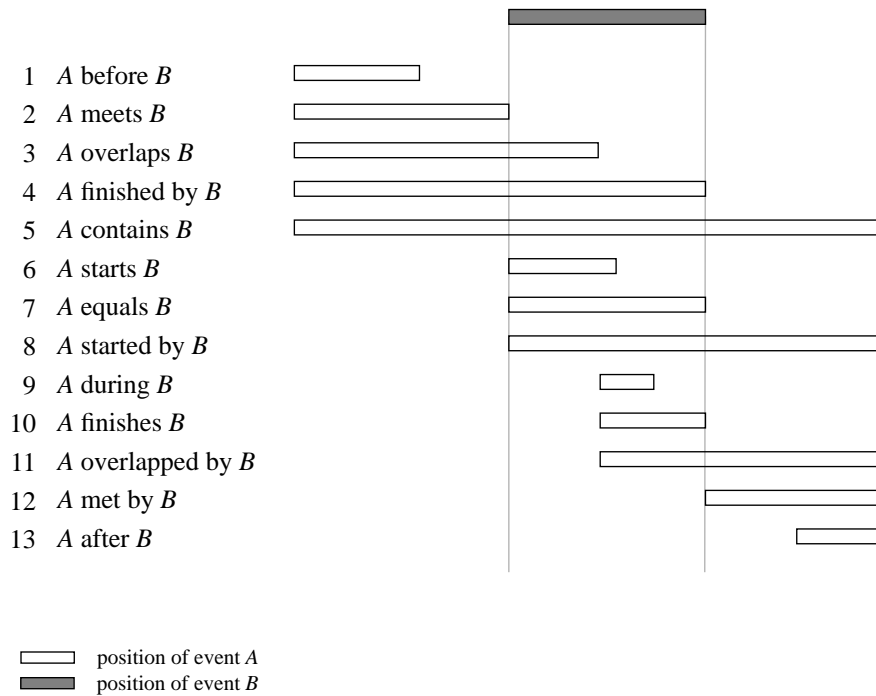 1 A before B
2 A meets B
3 A overlaps B
4 A finished by B
5 A contains B
6 A starts B
7 A equals B
8 A started by B
9 A during B
10 A finishes B
11 A overlapped by B
12 A met by B
13 A after B
position of event A
position of event B